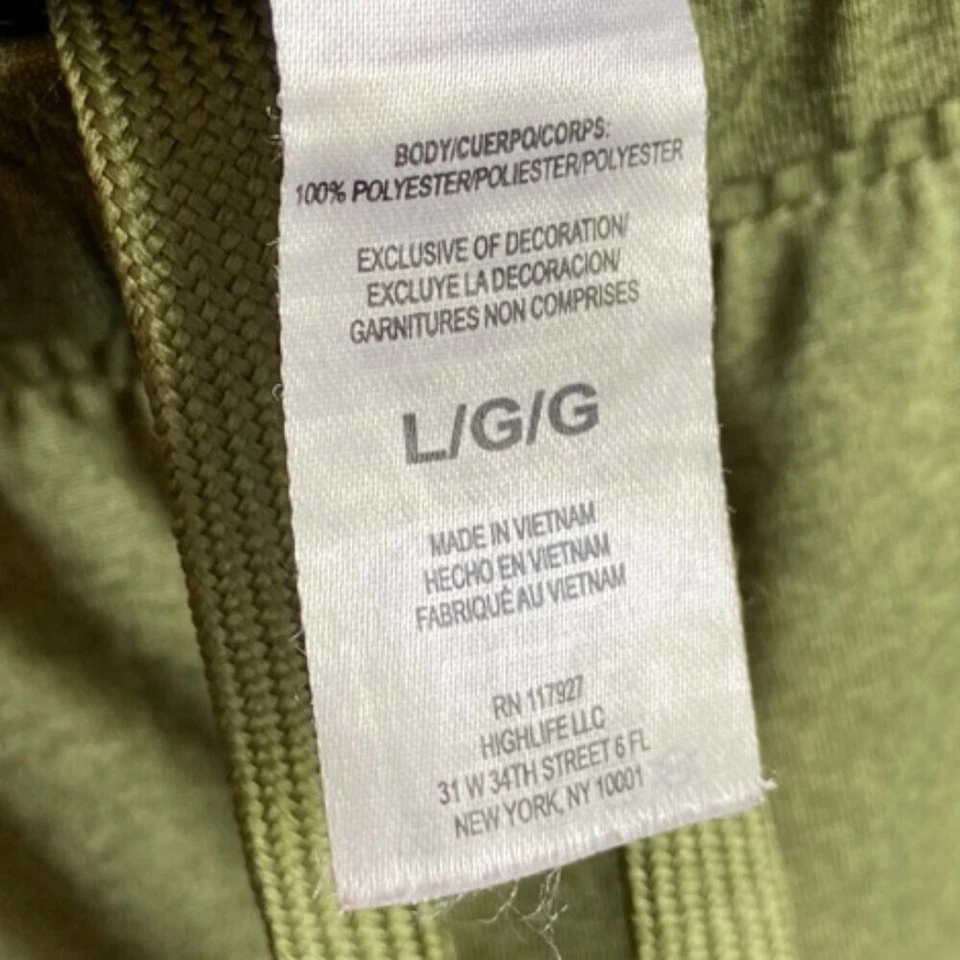 BODY/CUERPO/CORPS:
100% POLYESTER/POLIESTER/POLYESTER
EXCLUSIVE OF DECORATION/
EXCLUYE LA DECORACION/
GARNITURES NON COMPRISES
L/G/G
MADE IN VIETNAM
HECHO EN VIETNAM
FABRIQUÉ AU VIETNAM
RN 117927
HIGHLIFE LLC
31 W 34TH STREET 6 FL
NEW YORK, NY 10001